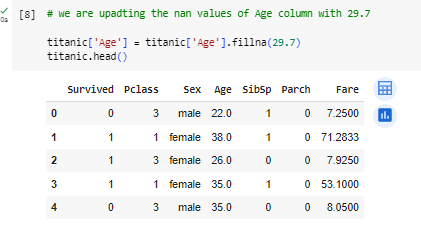 [8] # we are upadting the nan values of Age column with 29.7
0s
titanic['Age'] = titanic['Age'].fillna(29.7)
titanic.head()
Survived Pclass Sex Age SibSp Parch Fare
0 0 3 male 22.0 1 0 7.2500
1 1 1 female 38.0 1 0 71.2833
2 1 3 female 26.0 0 0 7.9250
3 1 1 female 35.0 1 0 53.1000
4 0 3 male 35.0 0 0 8.0500